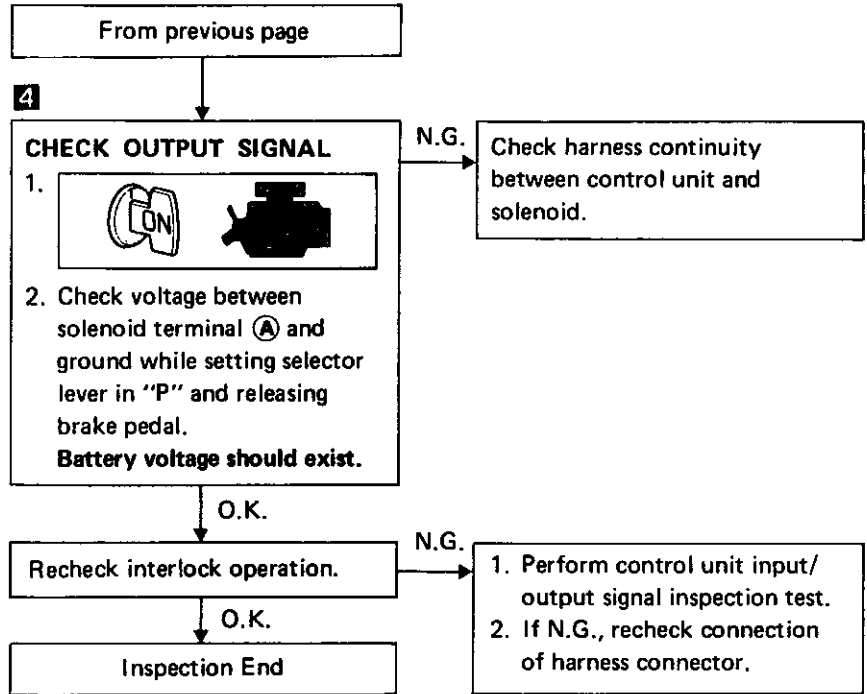 From previous page
4
CHECK OUTPUT SIGNAL
1.
ON
2. Check voltage between
solenoid terminal Ⓐ and
ground while setting selector
lever in "P" and releasing
brake pedal.
Battery voltage should exist.
N.G.
Check harness continuity
between control unit and
solenoid.
O.K.
Recheck interlock operation.
N.G.
1. Perform control unit input/
output signal inspection test.
2. If N.G., recheck connection
of harness connector.
O.K.
Inspection End